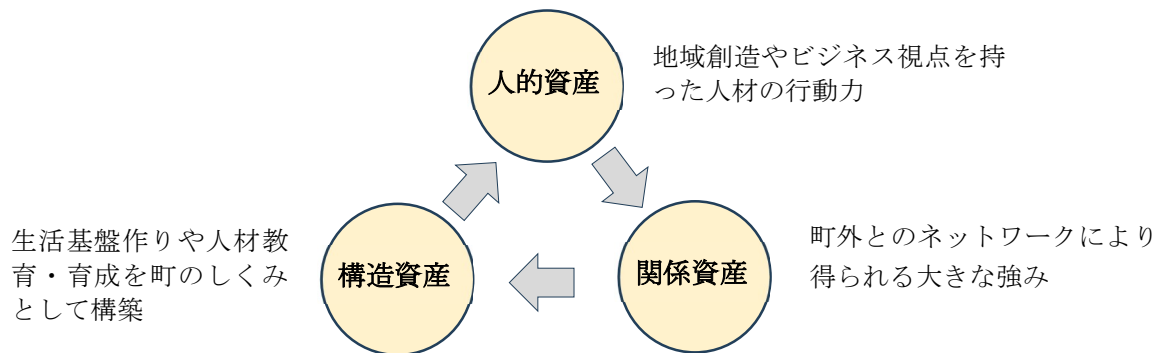 人的資産
地域創造やビジネス視点を持
った人材の行動力
生活基盤作りや人材教
育・育成を町のしくみ
として構築
構造資産
関係資産
町外とのネットワークにより
得られる大きな強み